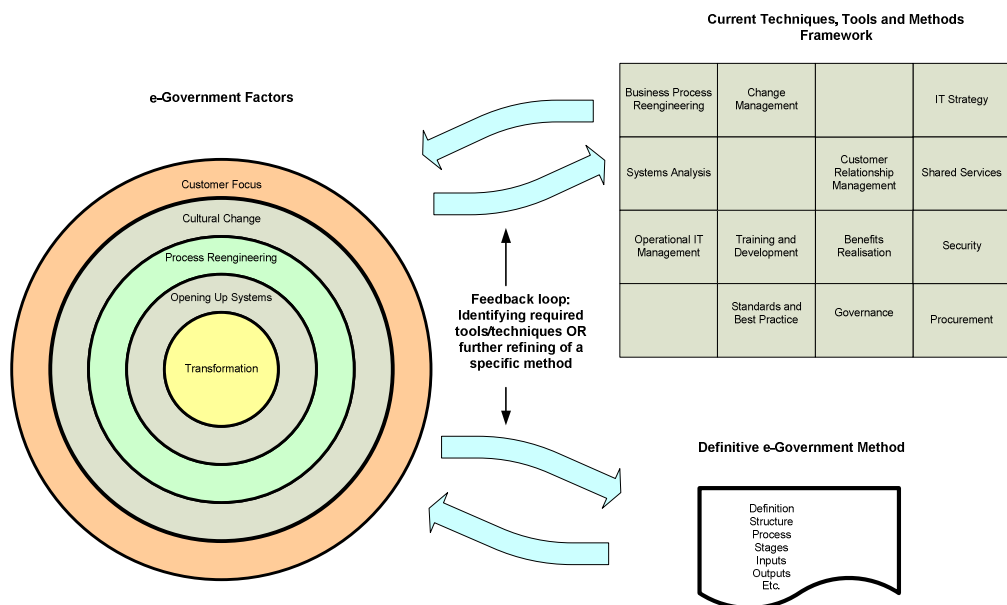 Current Techniques, Tools and Methods
Framework
e-Government Factors
Customer Focus
Cultural Change
Process Reengineering
Opening Up Systems
Transformation
Feedback loop:
Identifying required
tools/techniques OR
further refining of a
specific method
Business Process
Reengineering
Change
Management
IT Strategy
Systems Analysis
Customer
Relationship
Management
Shared Services
Operational IT
Management
Training and
Development
Benefits
Realisation
Security
Standards and
Best Practice
Governance
Procurement
Definitive e-Government Method
Definition
Structure
Process
Stages
Inputs
Outputs
Etc.